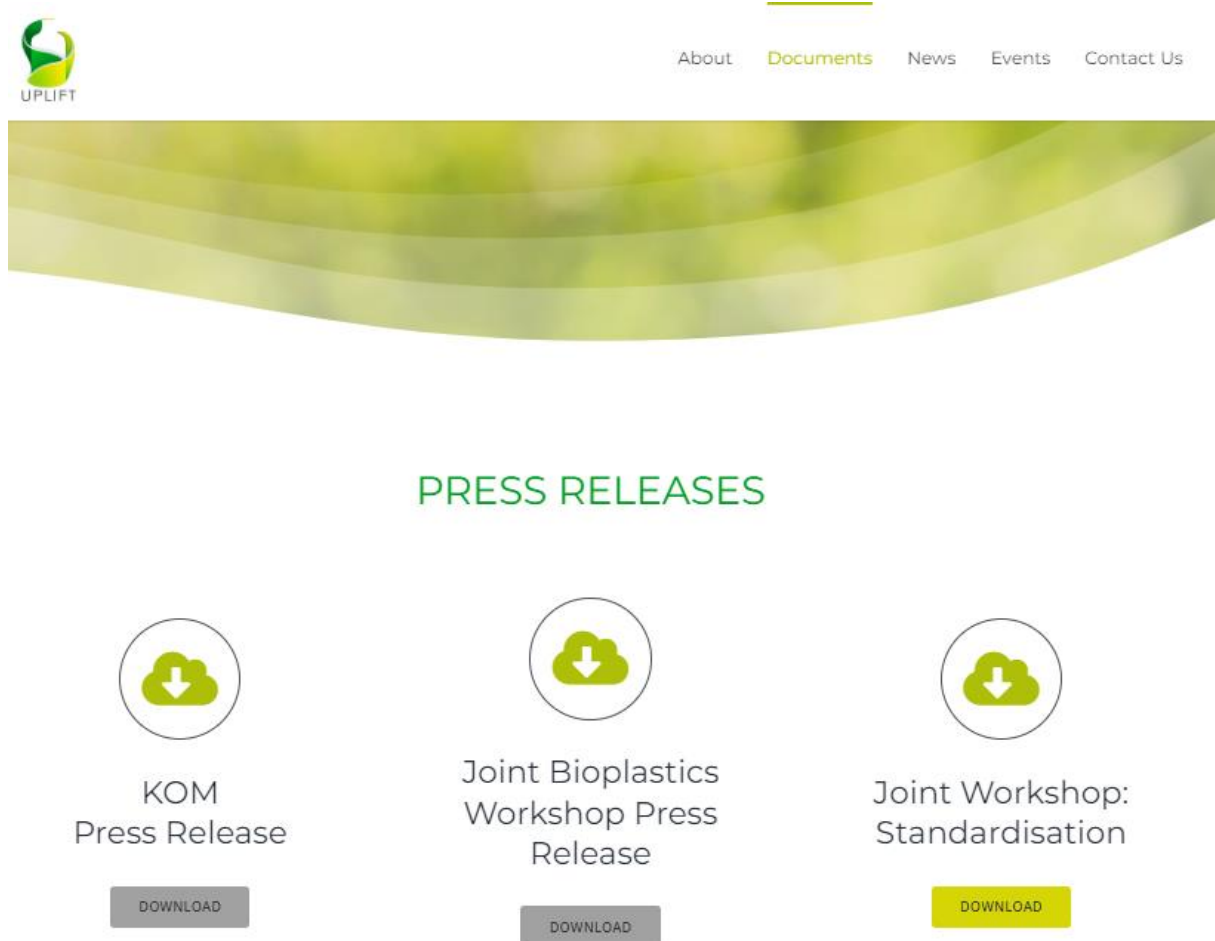 UPLIFT
About Documents News Events Contact Us
PRESS RELEASES
KOM
Press Release
DOWNLOAD
Joint Bioplastics
Workshop Press
Release
DOWNLOAD
Joint Workshop:
Standardisation
DOWNLOAD